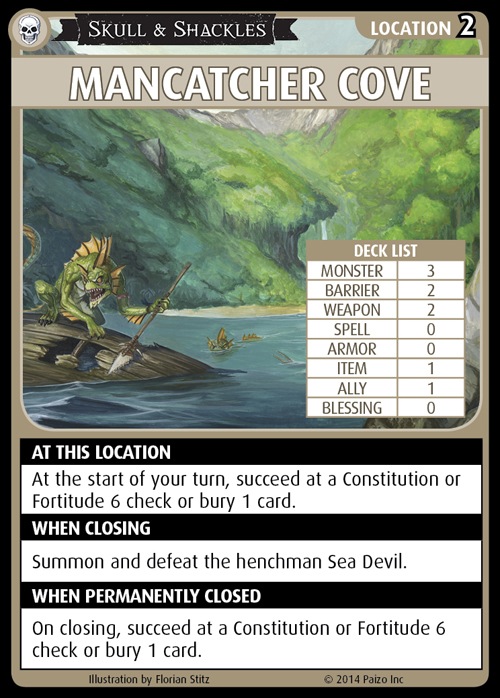 SKULL & SHACKLES
LOCATION 2
MANCATCHER COVE
DECK LIST
MONSTER 3
BARRIER 2
WEAPON 2
SPELL 0
ARMOR 0
ITEM 1
ALLY 1
BLESSING 0
AT THIS LOCATION
At the start of your turn, succeed at a Constitution or
Fortitude 6 check or bury 1 card.
WHEN CLOSING
Summon and defeat the henchman Sea Devil.
WHEN PERMANENTLY CLOSED
On closing, succeed at a Constitution or Fortitude 6
check or bury 1 card.
Illustration by Florian Stitz
© 2014 Paizo Inc